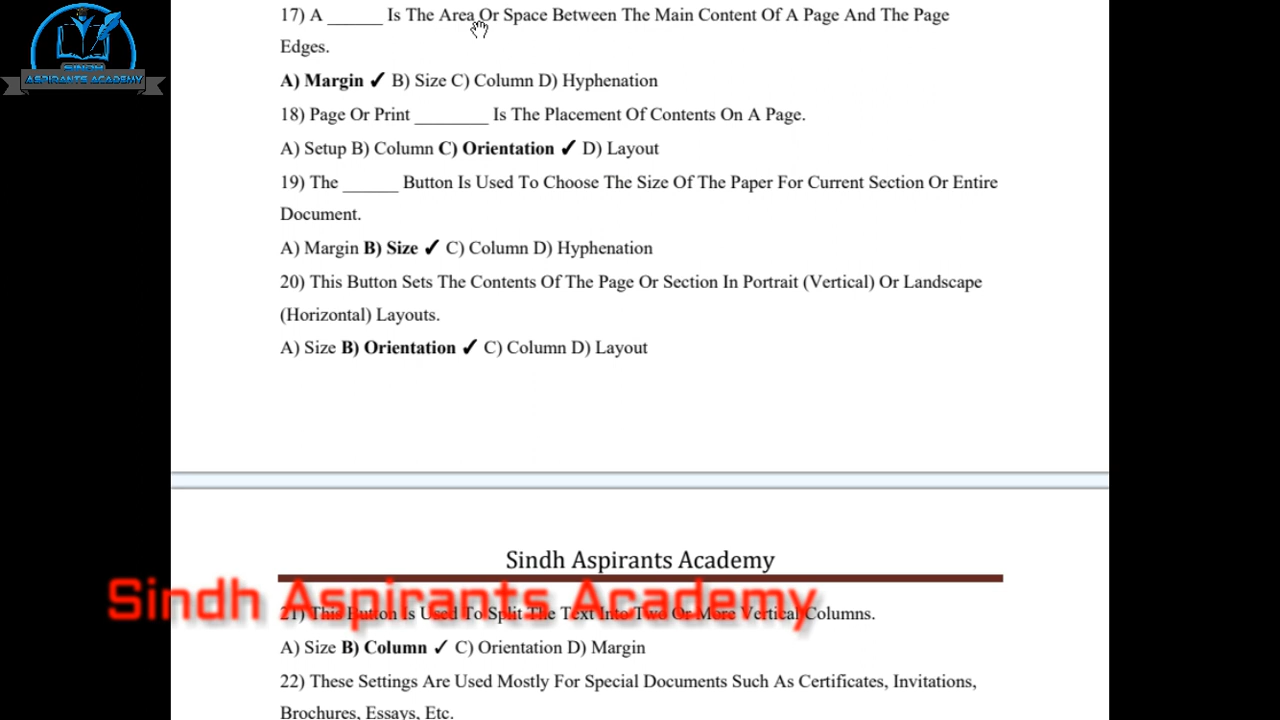 SINDH
ASPIRANTS ACADEMY
17) A ______ Is The Area Or Space Between The Main Content Of A Page And The Page
Edges.
A) Margin ✓ B) Size C) Column D) Hyphenation
18) Page Or Print ________ Is The Placement Of Contents On A Page.
A) Setup B) Column C) Orientation ✓ D) Layout
19) The ______ Button Is Used To Choose The Size Of The Paper For Current Section Or Entire
Document.
A) Margin B) Size ✓ C) Column D) Hyphenation
20) This Button Sets The Contents Of The Page Or Section In Portrait (Vertical) Or Landscape
(Horizontal) Layouts.
A) Size B) Orientation ✓ C) Column D) Layout
Sindh Aspirants Academy
Sindh Aspirants Academy
21) This Button Is Used To Split The Text Into Two Or More Vertical Columns.
A) Size B) Column ✓ C) Orientation D) Margin
22) These Settings Are Used Mostly For Special Documents Such As Certificates, Invitations,
Brochures, Essays, Etc.